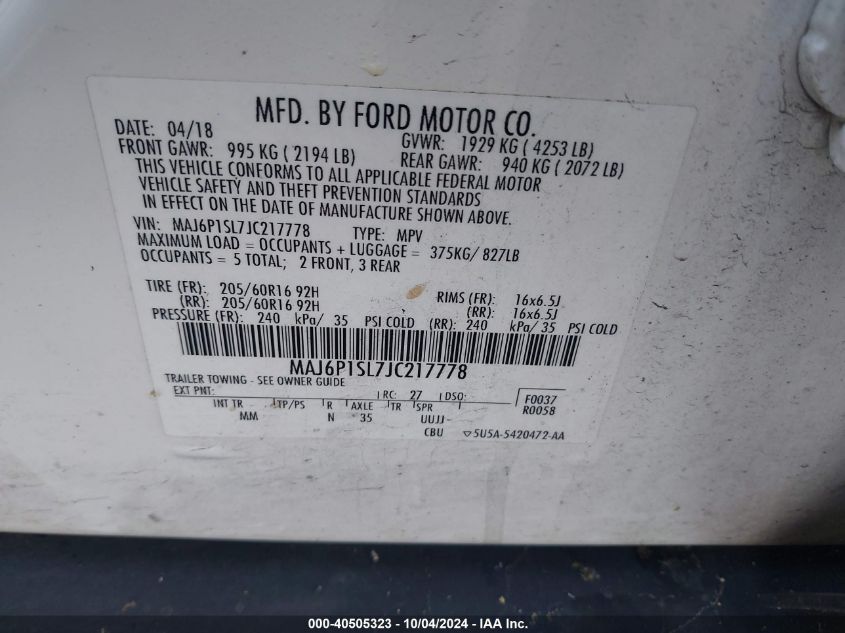 MFD. BY FORD MOTOR CO.
DATE: 04/18 GVWR: 1929 KG ( 4253 LB)
FRONT GAWR: 995 KG ( 2194 LB) REAR GAWR: 940 KG ( 2072 LB)
THIS VEHICLE CONFORMS TO ALL APPLICABLE FEDERAL MOTOR
VEHICLE SAFETY AND THEFT PREVENTION STANDARDS
IN EFFECT ON THE DATE OF MANUFACTURE SHOWN ABOVE.
VIN: MAJ6P1SL7JC217778 TYPE: MPV
MAXIMUM LOAD = OCCUPANTS + LUGGAGE = 375KG/ 827LB
OCCUPANTS = 5 TOTAL; 2 FRONT, 3 REAR
TIRE (FR): 205/60R16 92H RIMS (FR): 16x6.5J
(RR): 205/60R16 92H (RR): 16x6.5J
PRESSURE (FR): 240 kPa/ 35 PSI COLD (RR): 240 kPa/ 35 PSI COLD
MAJ6P1SL7JC217778
TRAILER TOWING - SEE OWNER GUIDE
EXT PNT: RC: 27 DSO: F0037
INT TR TP/PS R AXLE TR SPR R0058
MM N 35 UUJJ-
CBU 5U5A-5420472-AA
000-40505323 - 10/04/2024 - USA, Inc.